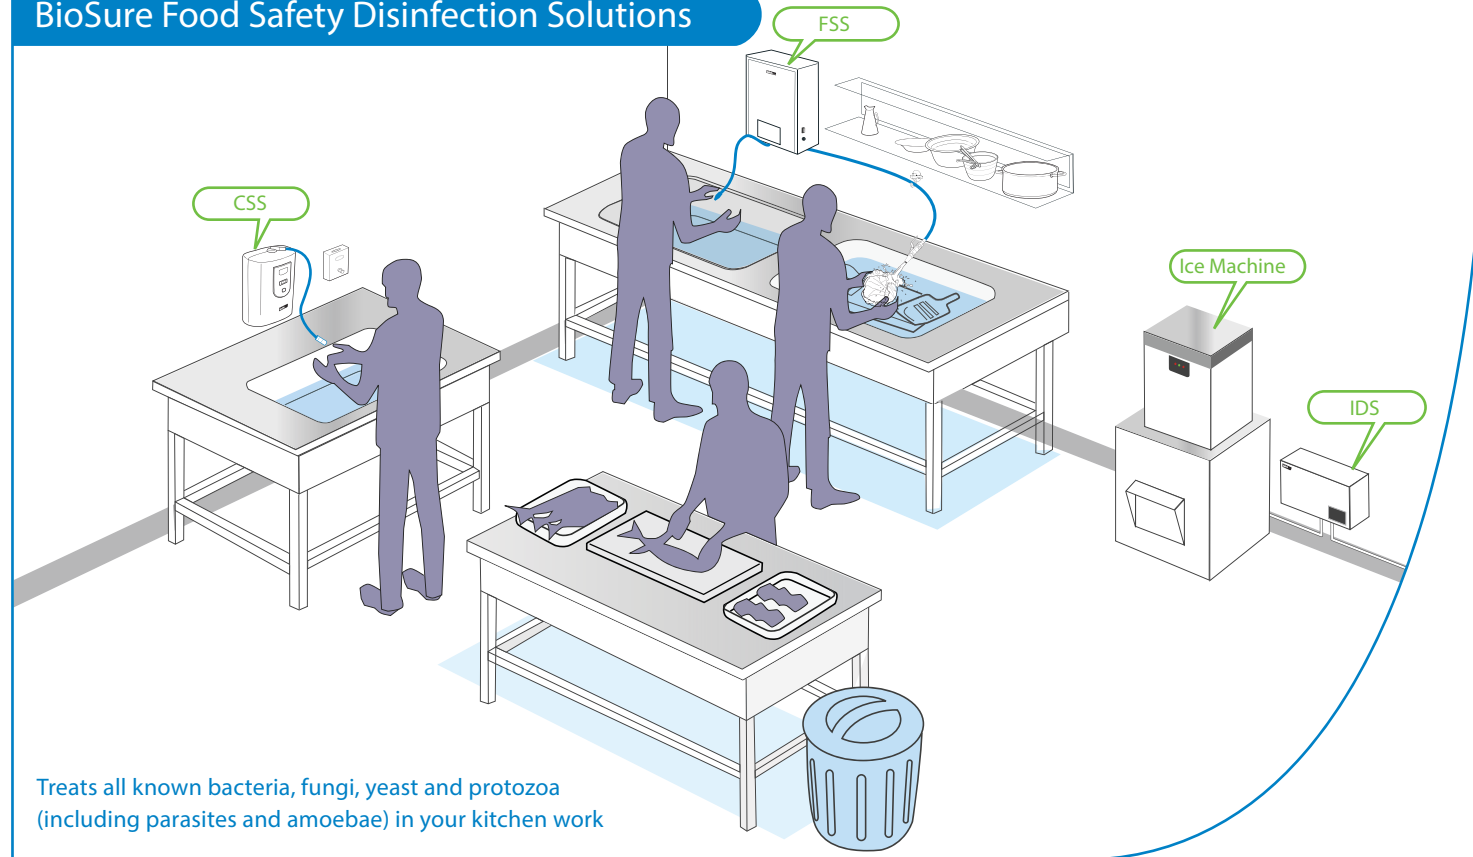 BioSure Food Safety Disinfection Solutions
FSS
CSS
Ice Machine
IDS
Treats all known bacteria, fungi, yeast and protozoa
(including parasites and amoebae) in your kitchen work